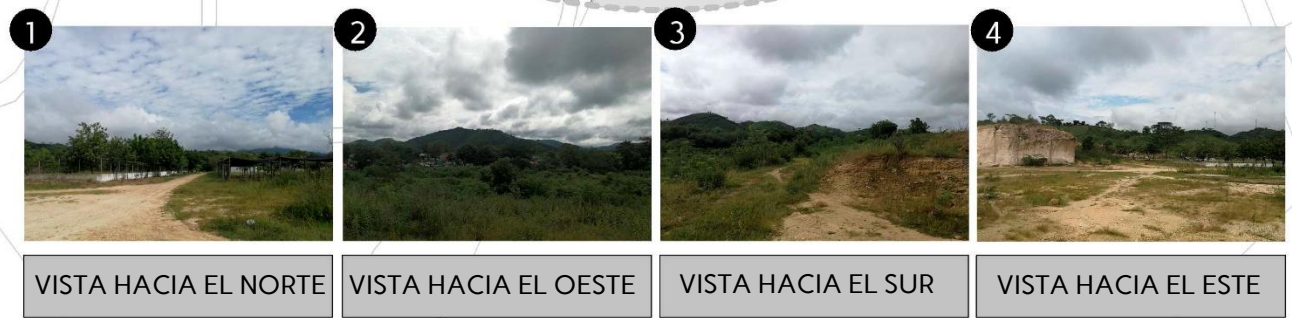 1
2
3
4
VISTA HACIA EL NORTE
VISTA HACIA EL OESTE
VISTA HACIA EL SUR
VISTA HACIA EL ESTE